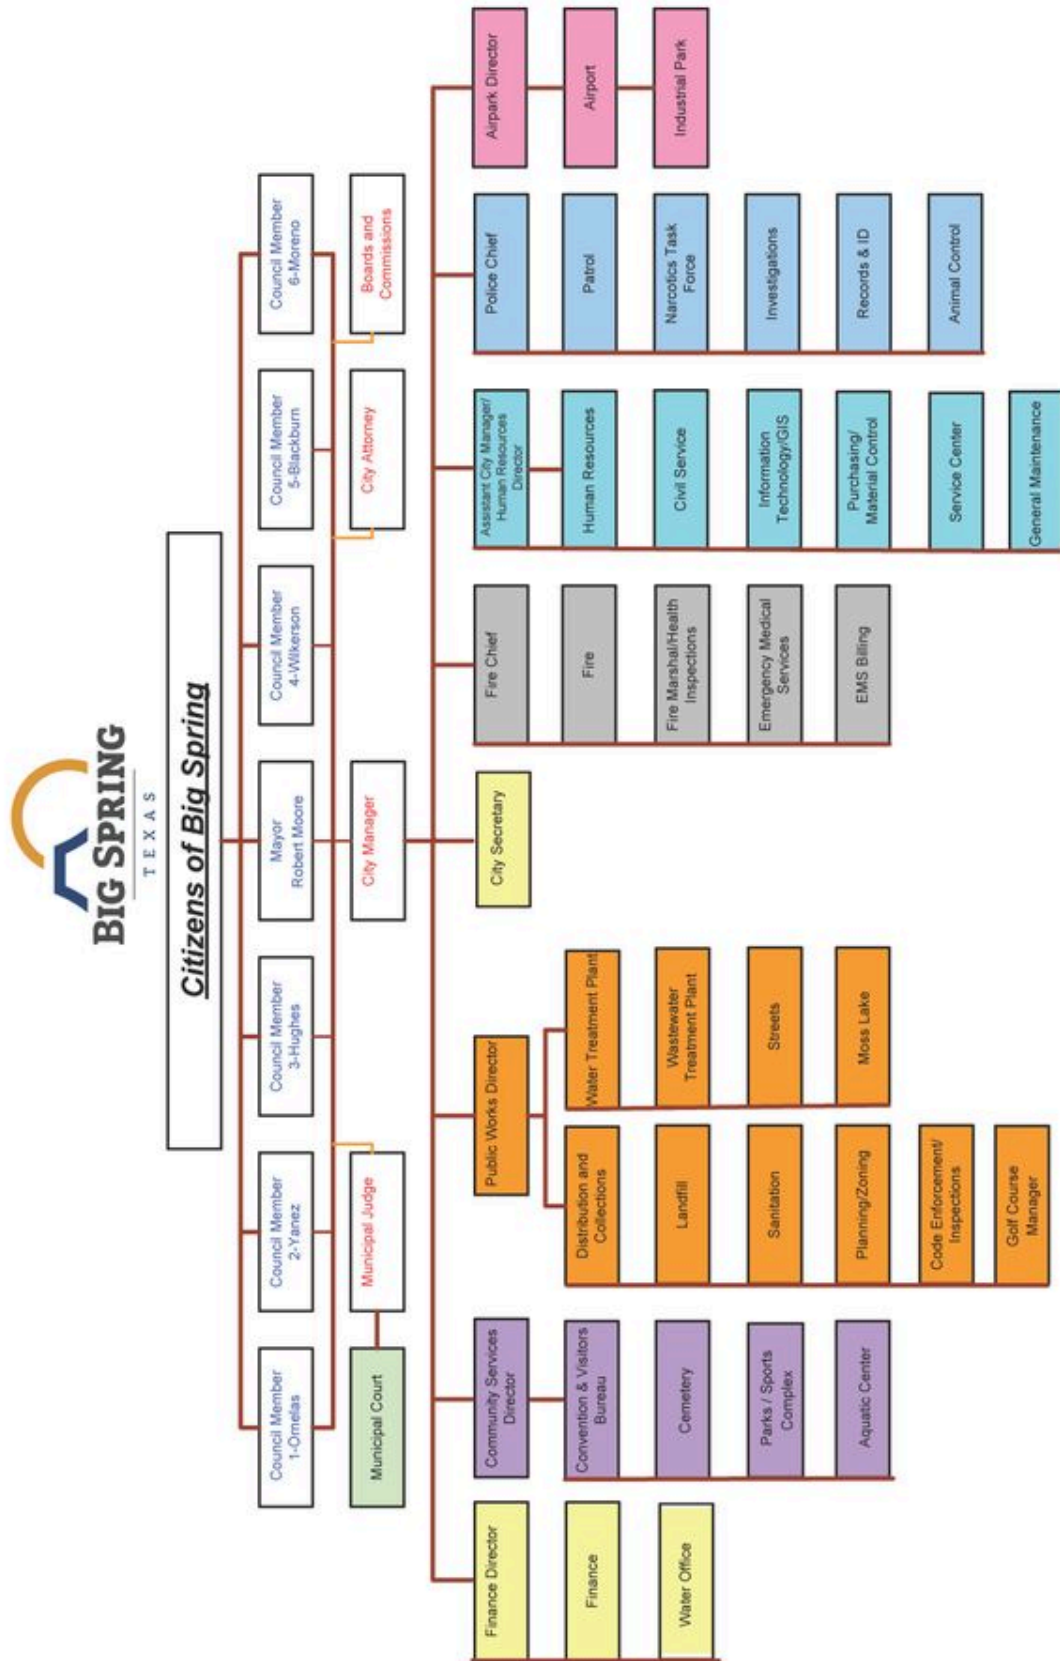 BIG SPRING
TEXAS
Citizens of Big Spring
Council Member
1-Ornelas
Council Member
2-Yanez
Council Member
3-Hughes
Mayor
Robert Moore
Council Member
4-Wilkerson
Council Member
5-Blackburn
Council Member
6-Moreno
Municipal Court
Municipal Judge
City Manager
City Attorney
Boards and
Commissions
Finance Director
Finance
Water Office
Community Services
Director
Convention & Visitors
Bureau
Cemetery
Parks / Sports
Complex
Aquatic Center
Public Works Director
Distribution and
Collections
Landfill
Sanitation
Planning/Zoning
Code Enforcement/
Inspections
Golf Course
Manager
Water Treatment Plant
Wastewater
Treatment Plant
Streets
Moss Lake
City Secretary
Fire Chief
Fire
Fire Marshal/Health
Inspections
Emergency Medical
Services
EMS Billing
Assistant City Manager/
Human Resources
Director
Human Resources
Civil Service
Information
Technology/GIS
Purchasing/
Material Control
Service Center
General Maintenance
Police Chief
Patrol
Narcotics Task
Force
Investigations
Records & ID
Animal Control
Airpark Director
Airport
Industrial Park